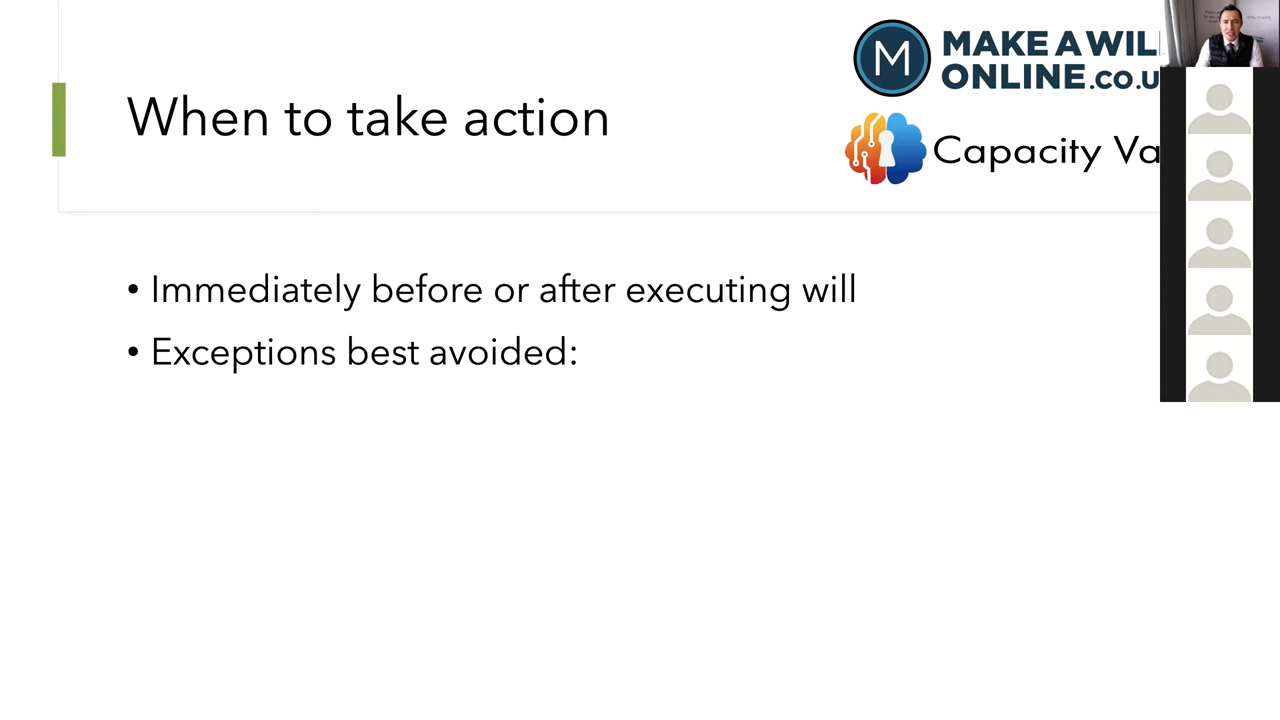 When to take action
M
MAKE A WIL
ONLINE.co.u
Capacity Va
• Immediately before or after executing will
• Exceptions best avoided: